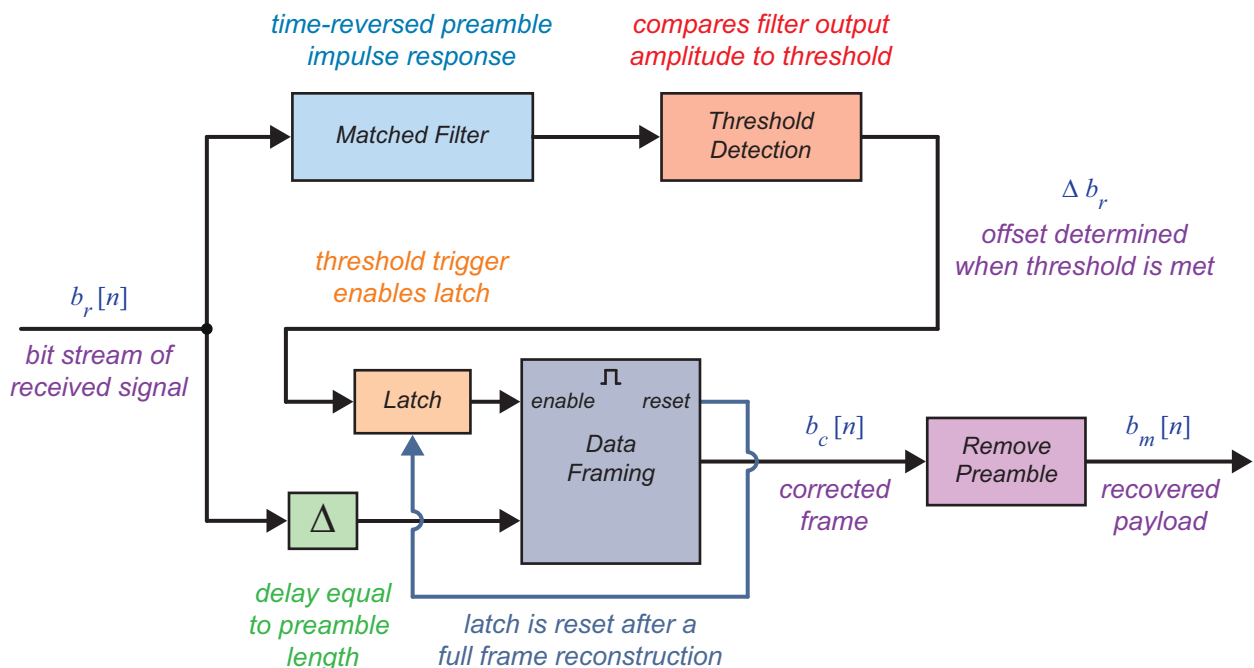 time-reversed preamble
impulse response
compares filter output
amplitude to threshold
Matched Filter
Threshold
Detection
Δ b_r
offset determined
when threshold is met
threshold trigger
enables latch
b_r [n]
bit stream of
received signal
Latch
enable
reset
Data
Framing
b_c [n]
corrected
frame
Remove
Preamble
b_m [n]
recovered
payload
Δ
delay equal
to preamble
length
latch is reset after a
full frame reconstruction